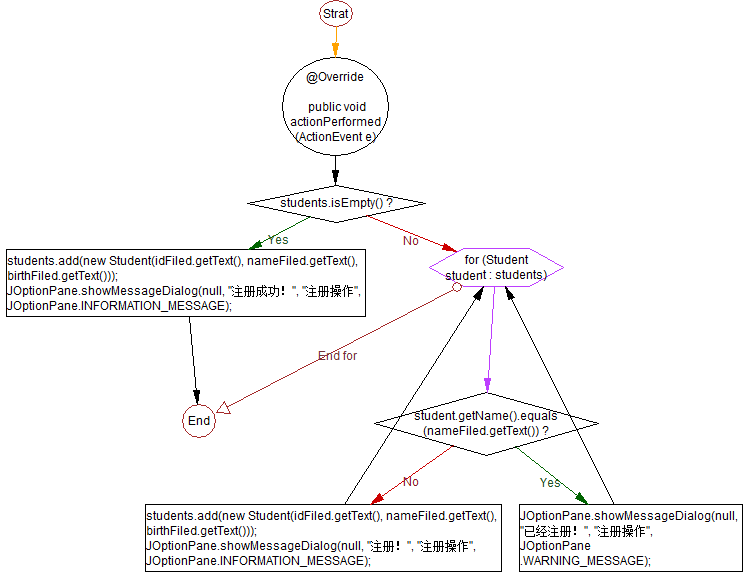 Strat
@Override
public void
actionPerformed
(ActionEvent e)
students.isEmpty() ?
Yes
No
students.add(new Student(idFiled.getText(), nameFiled.getText(),
birthFiled.getText()));
JOptionPane.showMessageDialog(null, "注册成功！", "注册操作",
JOptionPane.INFORMATION_MESSAGE);
for (Student
student : students)
End for
End
student.getName().equals
(nameFiled.getText()) ?
No
Yes
students.add(new Student(idFiled.getText(), nameFiled.getText(),
birthFiled.getText()));
JOptionPane.showMessageDialog(null, "注册！", "注册操作",
JOptionPane.INFORMATION_MESSAGE);
JOptionPane.showMessageDialog(null,
"已经注册！", "注册操作",
JOptionPane
.WARNING_MESSAGE);